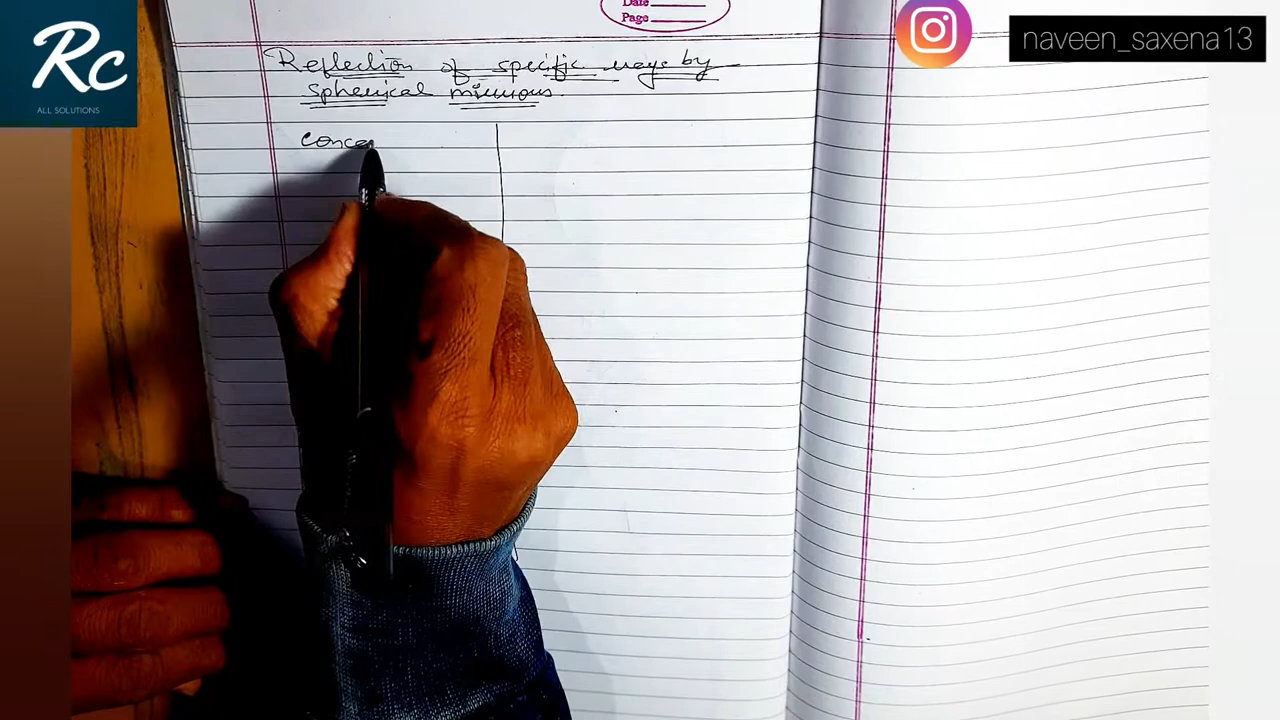 Rc
ALL SOLUTIONS
Date
Page
naveen_saxena13
Reflection of specific rays by
spherical mirrors.
conca